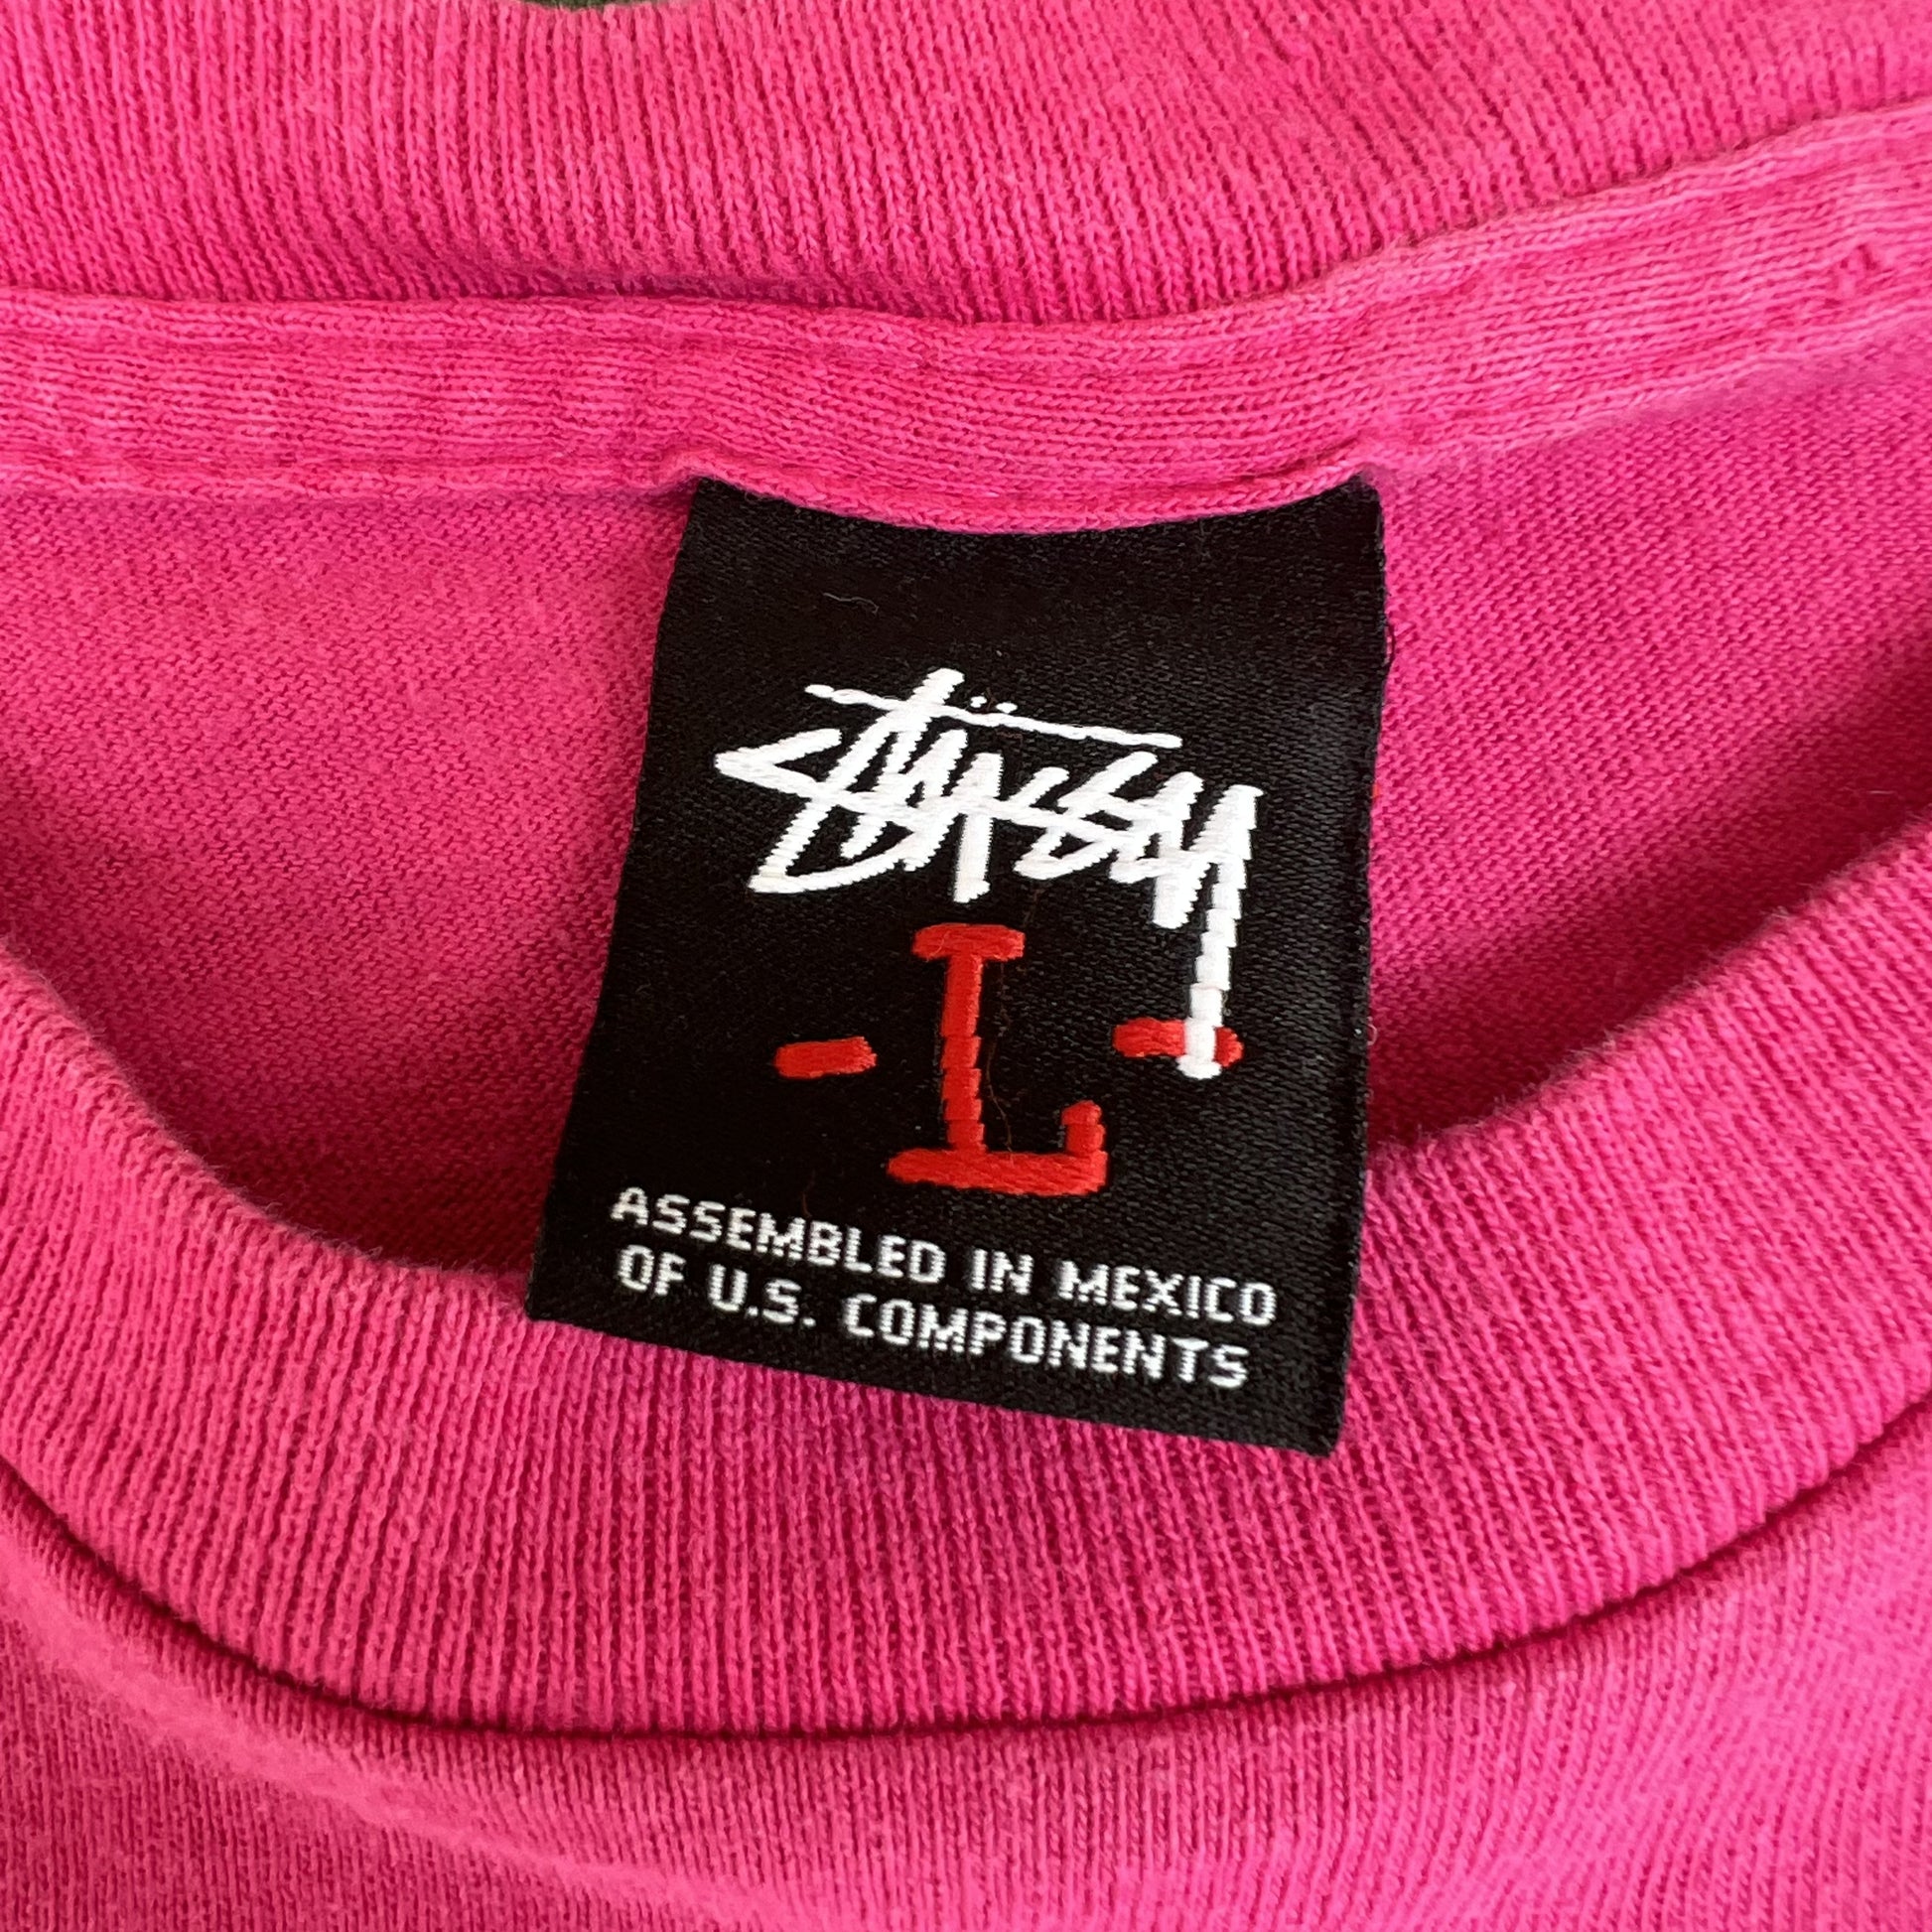 Stüssy
-L-
ASSEMBLED IN MEXICO
OF U.S. COMPONENTS